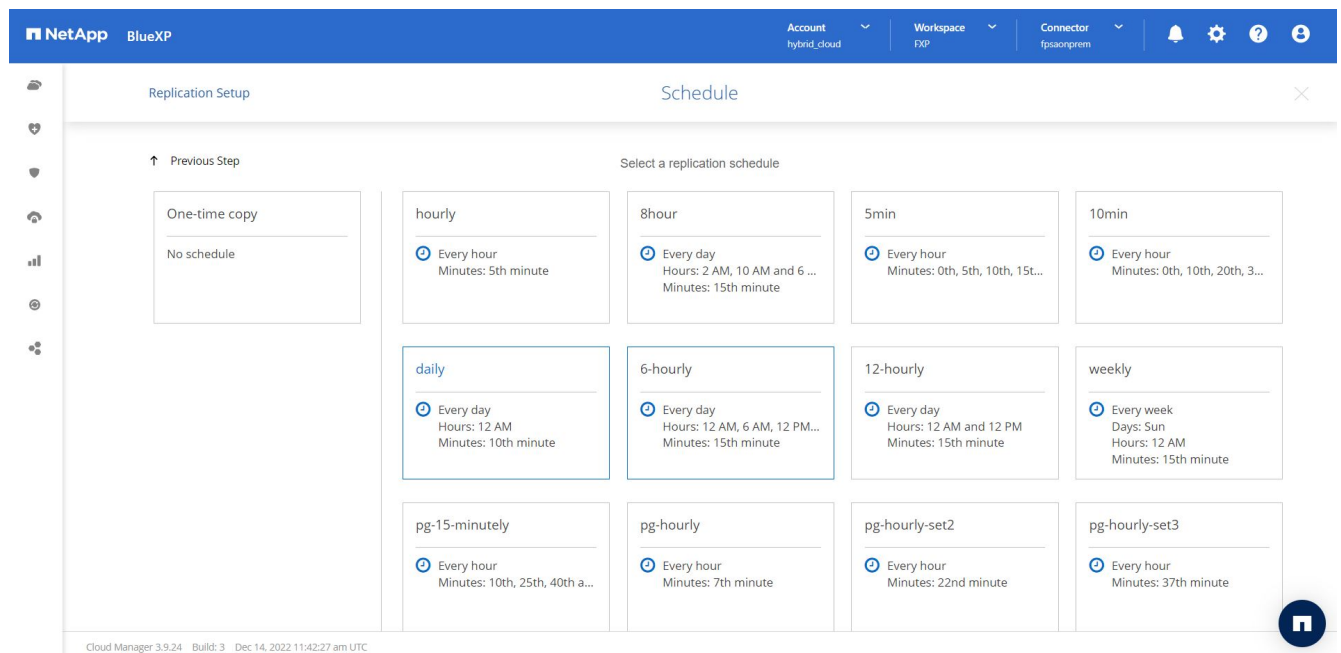 NetApp BlueXP
Account
hybrid_cloud
Workspace
FXP
Connector
fpsaonprem
Replication Setup
Schedule
↑ Previous Step
Select a replication schedule
One-time copy
No schedule
hourly
Every hour
Minutes: 5th minute
8hour
Every day
Hours: 2 AM, 10 AM and 6 ...
Minutes: 15th minute
5min
Every hour
Minutes: 0th, 5th, 10th, 15t...
10min
Every hour
Minutes: 0th, 10th, 20th, 3...
daily
Every day
Hours: 12 AM
Minutes: 10th minute
6-hourly
Every day
Hours: 12 AM, 6 AM, 12 PM...
Minutes: 15th minute
12-hourly
Every day
Hours: 12 AM and 12 PM
Minutes: 15th minute
weekly
Every week
Days: Sun
Hours: 12 AM
Minutes: 15th minute
pg-15-minutely
Every hour
Minutes: 10th, 25th, 40th a...
pg-hourly
Every hour
Minutes: 7th minute
pg-hourly-set2
Every hour
Minutes: 22nd minute
pg-hourly-set3
Every hour
Minutes: 37th minute
Cloud Manager 3.9.24 Build: 3 Dec 14, 2022 11:42:27 am UTC